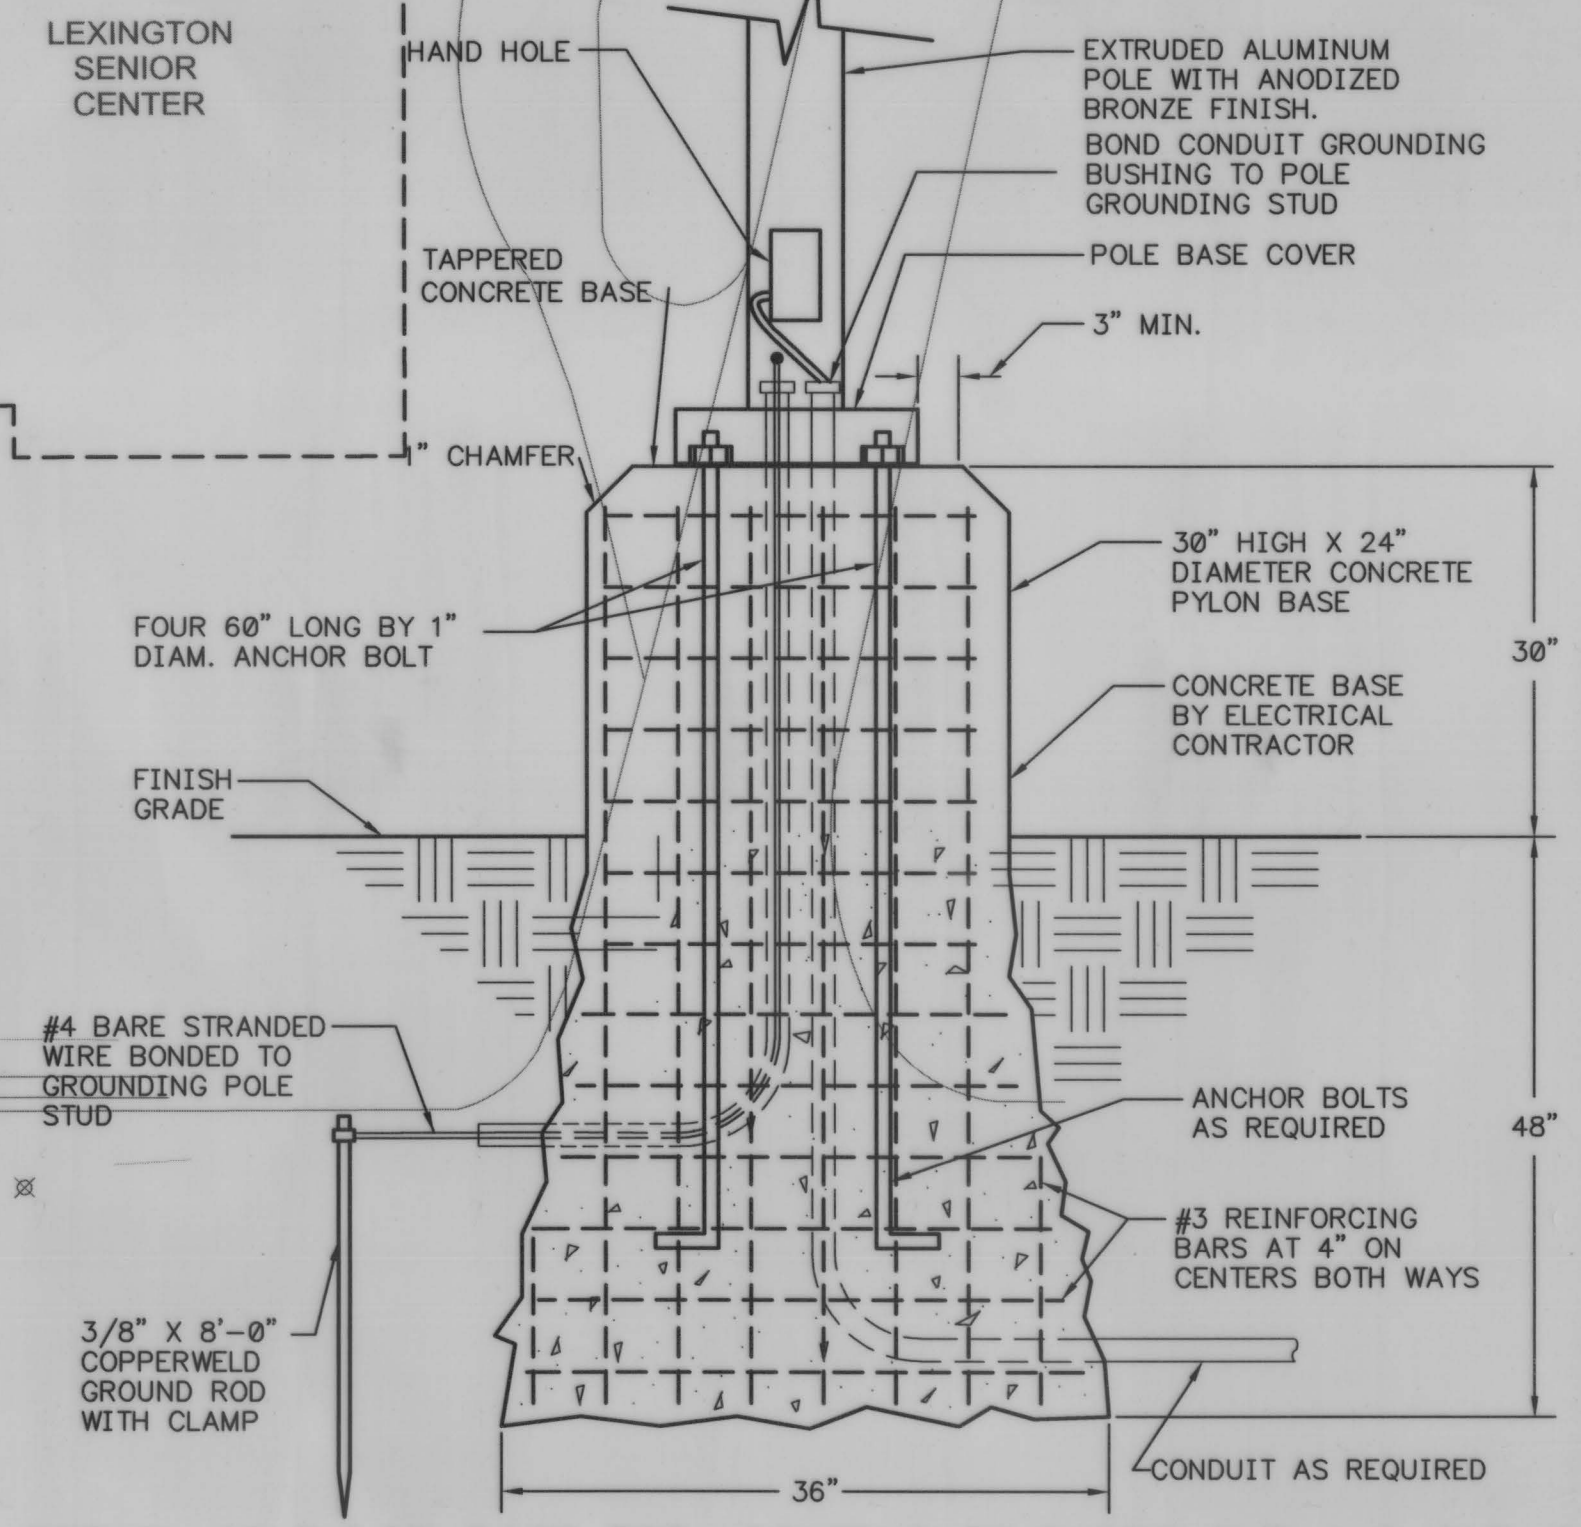 LEXINGTON
SENIOR
CENTER
HAND HOLE
EXTRUDED ALUMINUM
POLE WITH ANODIZED
BRONZE FINISH.
BOND CONDUIT GROUNDING
BUSHING TO POLE
GROUNDING STUD
POLE BASE COVER
TAPPERED
CONCRETE BASE
3" MIN.
1" CHAMFER
30" HIGH X 24"
DIAMETER CONCRETE
PYLON BASE
FOUR 60" LONG BY 1"
DIAM. ANCHOR BOLT
30"
CONCRETE BASE
BY ELECTRICAL
CONTRACTOR
FINISH
GRADE
#4 BARE STRANDED
WIRE BONDED TO
GROUNDING POLE
STUD
ANCHOR BOLTS
AS REQUIRED
48"
#3 REINFORCING
BARS AT 4" ON
CENTERS BOTH WAYS
3/8" X 8'-0"
COPPERWELD
GROUND ROD
WITH CLAMP
CONDUIT AS REQUIRED
36"